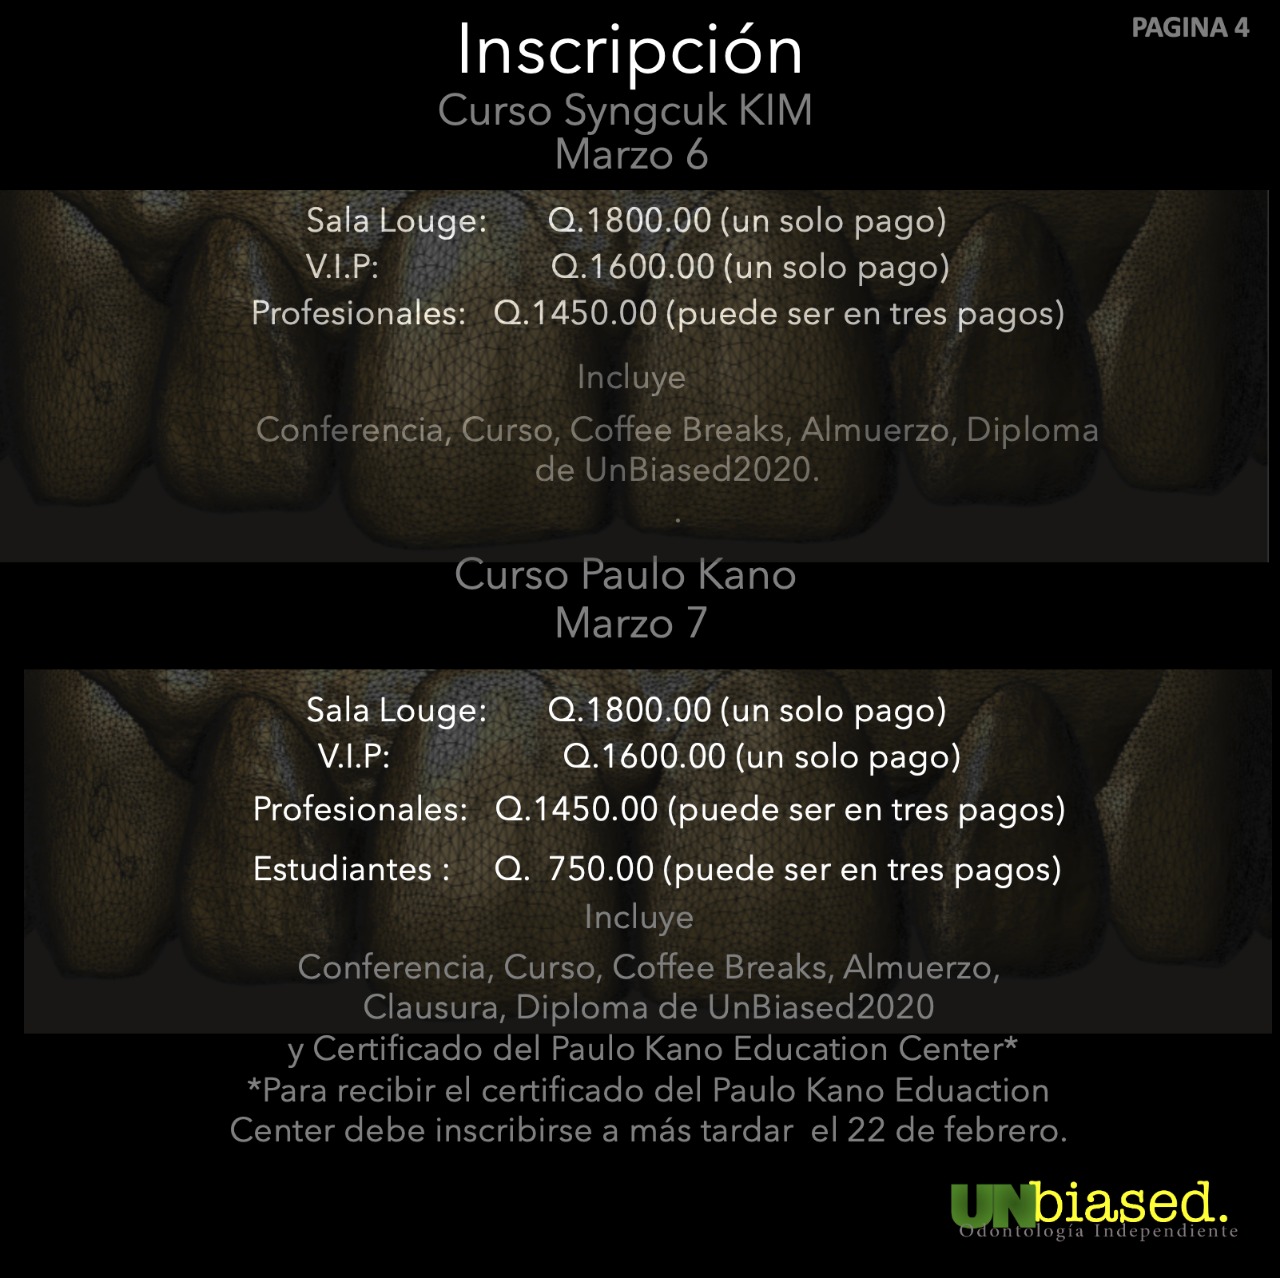 PAGINA 4
Inscripción
Curso Syngcuk KIM
Marzo 6
Sala Louge: Q.1800.00 (un solo pago)
V.I.P: Q.1600.00 (un solo pago)
Profesionales: Q.1450.00 (puede ser en tres pagos)
Incluye
Conferencia, Curso, Coffee Breaks, Almuerzo, Diploma
de UnBiased2020.
.
Curso Paulo Kano
Marzo 7
Sala Louge: Q.1800.00 (un solo pago)
V.I.P: Q.1600.00 (un solo pago)
Profesionales: Q.1450.00 (puede ser en tres pagos)
Estudiantes : Q. 750.00 (puede ser en tres pagos)
Incluye
Conferencia, Curso, Coffee Breaks, Almuerzo,
Clausura, Diploma de UnBiased2020
y Certificado del Paulo Kano Education Center*
*Para recibir el certificado del Paulo Kano Eduaction
Center debe inscribirse a más tardar el 22 de febrero.
UNbiased.
Odontología Independiente